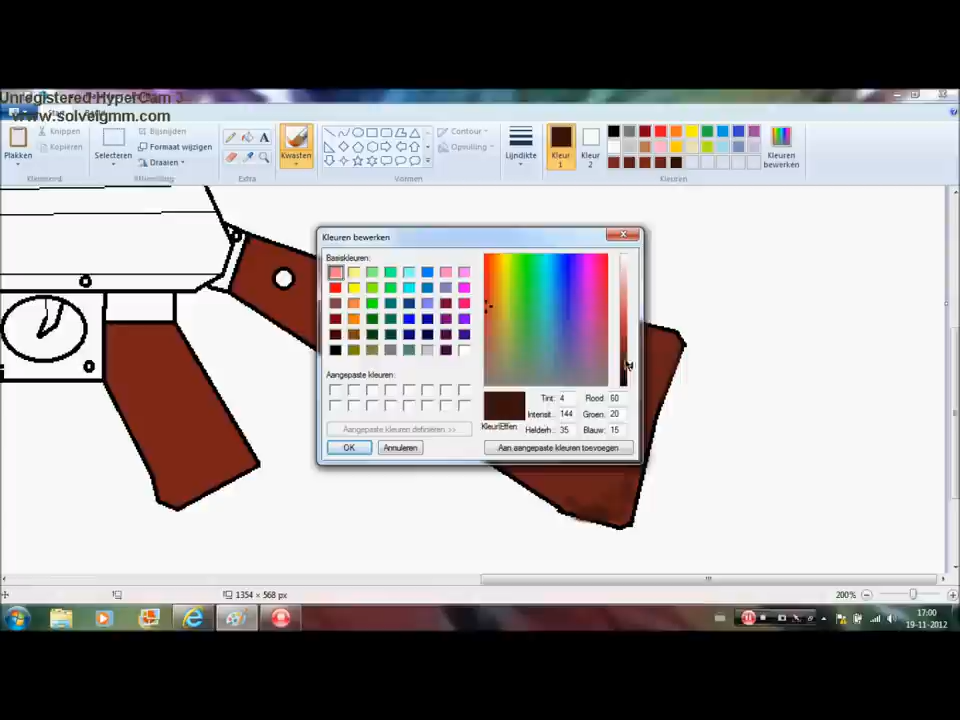 Unregistered HyperCam 3
www.solveigmm.com
Plakken
Knippen
Kopiëren
Klembord
Selecteren
Bijsnijden
Formaat wijzigen
Draaien
Afbeelding
A
Extra
Kwasten
Contour
Opvulling
Vormen
Lijndikte
Kleur
1
Kleur
2
Kleuren
Kleuren
bewerken
Kleuren bewerken
Basiskleuren:
Aangepaste kleuren:
Aangepaste kleuren definiëren >>
OK
Annuleren
Kleur|Effen
Tint: 4
Rood: 60
Intensit.: 144
Groen: 20
Helderh.: 35
Blauw: 15
Aan aangepaste kleuren toevoegen
1354 × 568 px
200%
17:00
19-11-2012